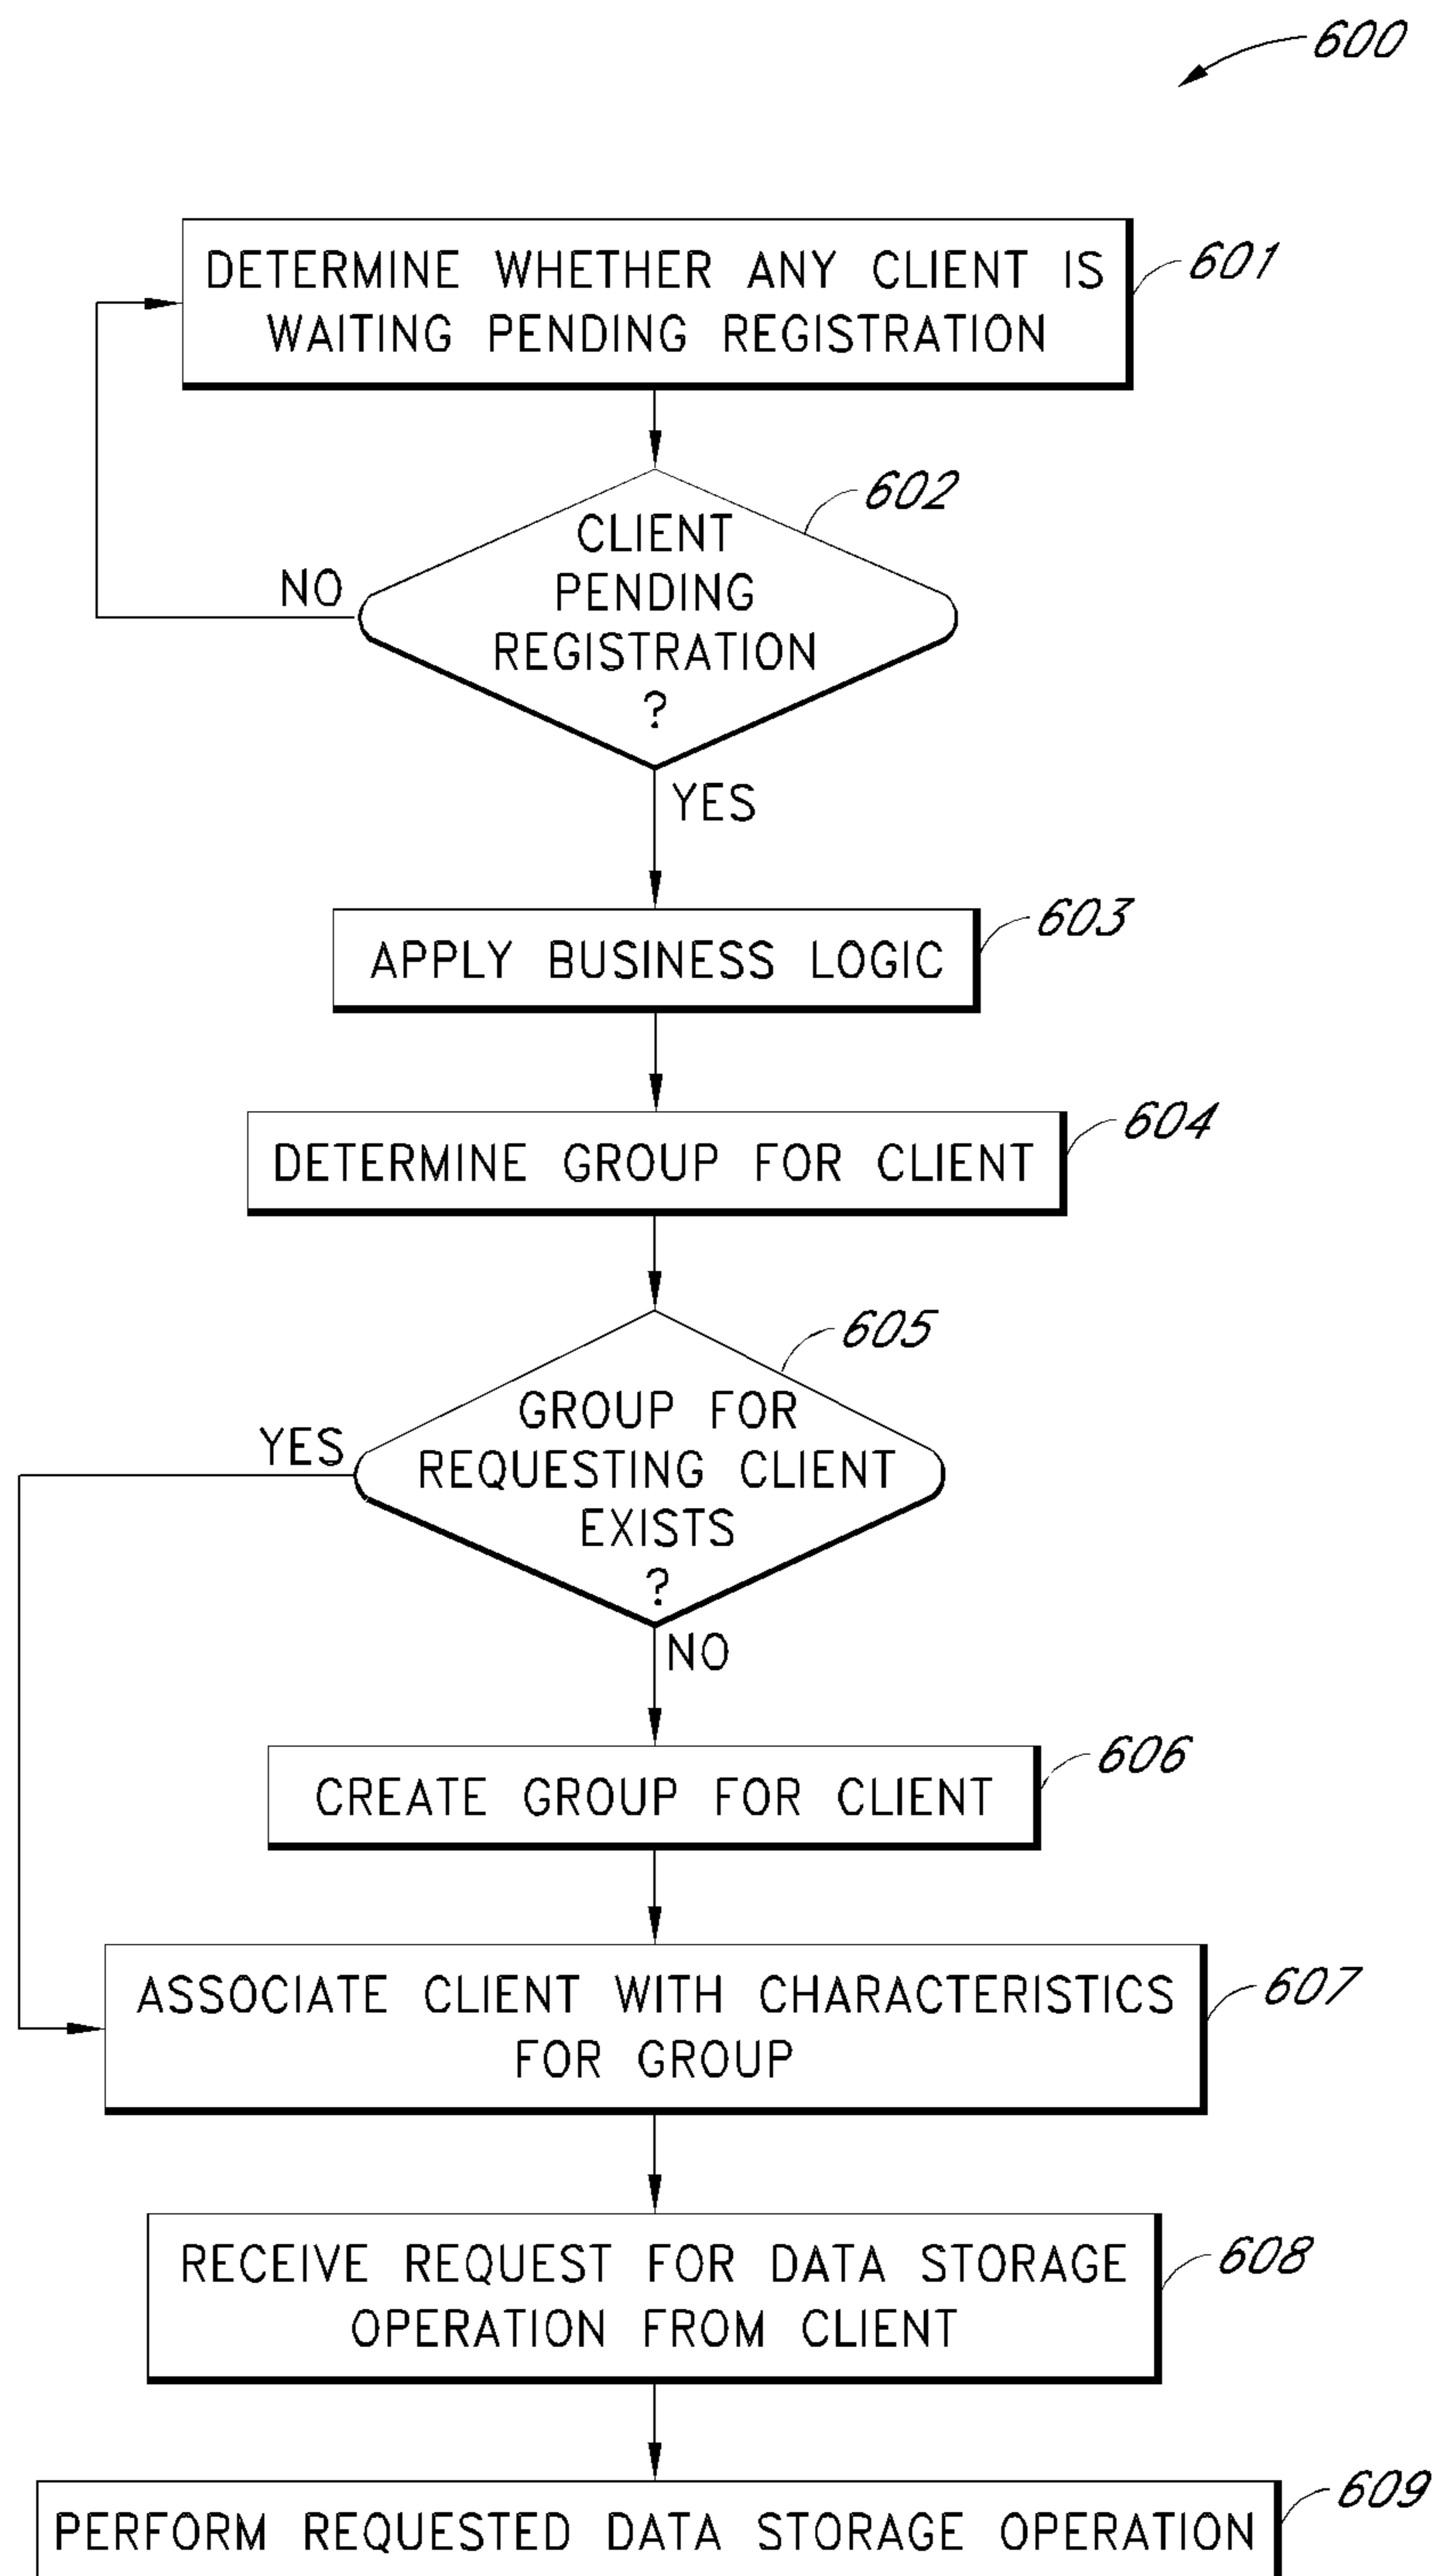 600
DETERMINE WHETHER ANY CLIENT IS
WAITING PENDING REGISTRATION
601
602
CLIENT
PENDING
REGISTRATION
?
NO
YES
603
APPLY BUSINESS LOGIC
604
DETERMINE GROUP FOR CLIENT
605
GROUP FOR
REQUESTING CLIENT
EXISTS
?
YES
NO
606
CREATE GROUP FOR CLIENT
607
ASSOCIATE CLIENT WITH CHARACTERISTICS
FOR GROUP
608
RECEIVE REQUEST FOR DATA STORAGE
OPERATION FROM CLIENT
609
PERFORM REQUESTED DATA STORAGE OPERATION